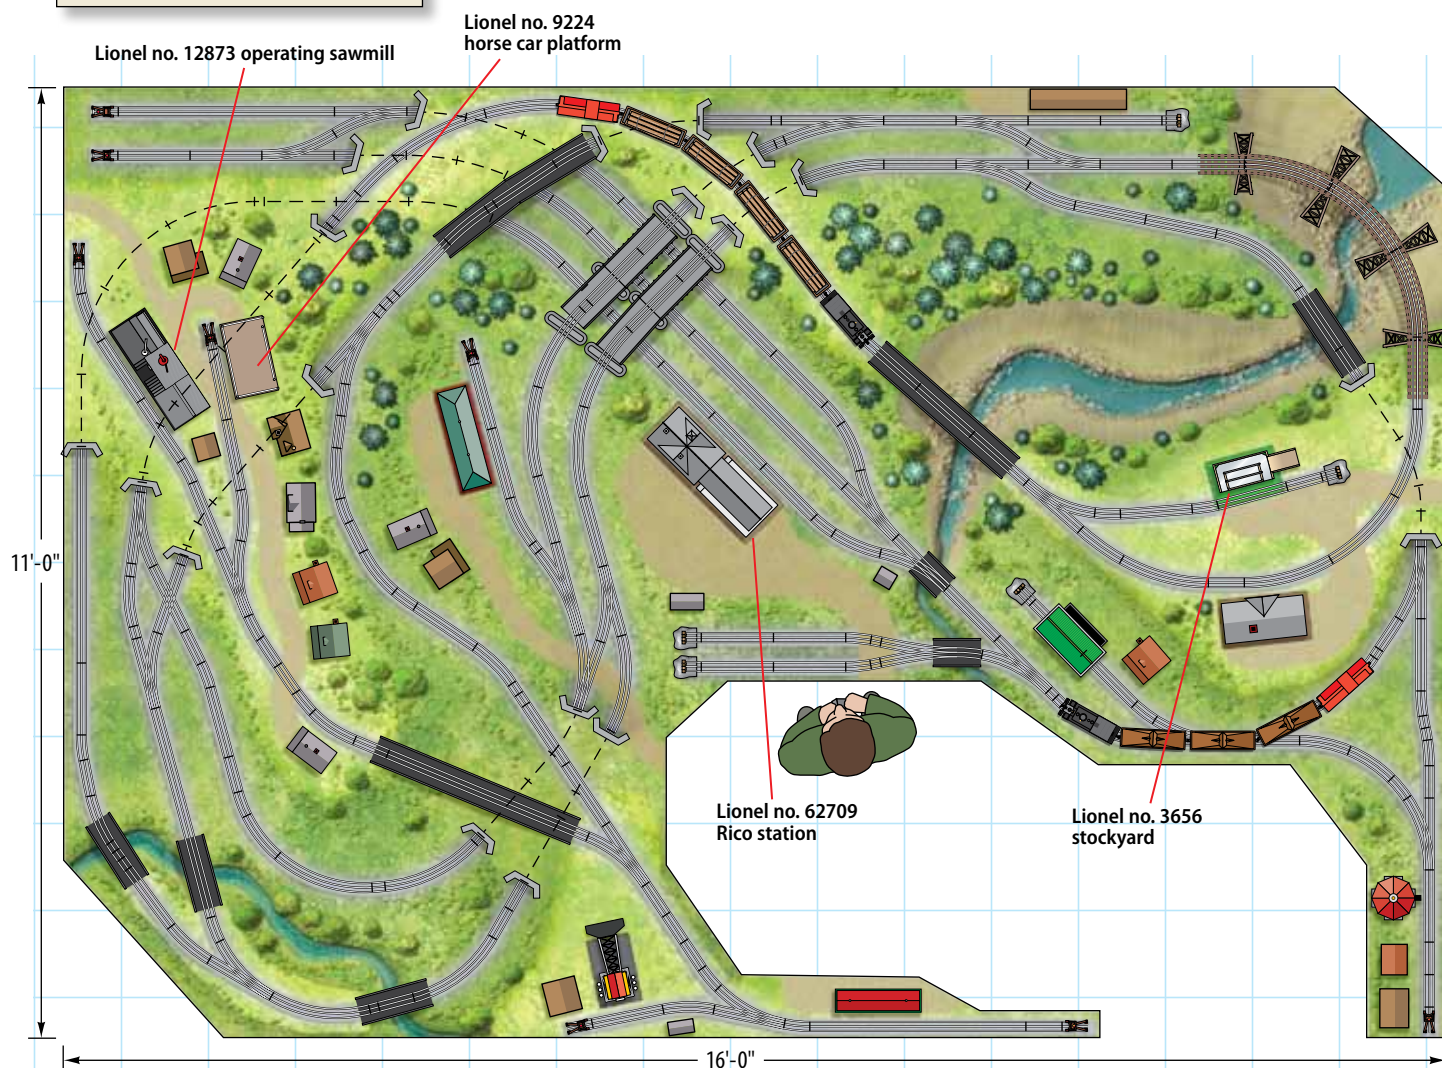 Lionel no. 9224
horse car platform
Lionel no. 12873 operating sawmill
11'-0"
Lionel no. 62709
Rico station
Lionel no. 3656
stockyard
16'-0"